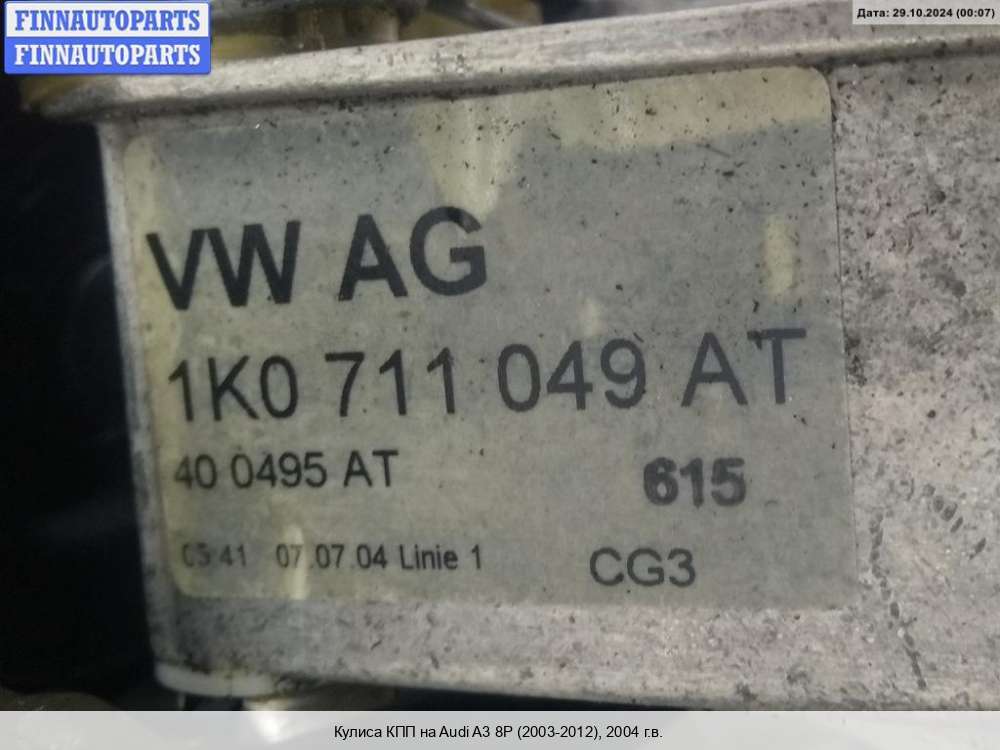 FINNAUTOPARTS
FINNAUTOPARTS
Дата: 29.10.2024 (00:07)
VW AG
1K0 711 049 AT
40 0495 AT
615
07.07.04 Linie 1
CG3
Кулиса КПП на Audi A3 8P (2003-2012), 2004 г.в.